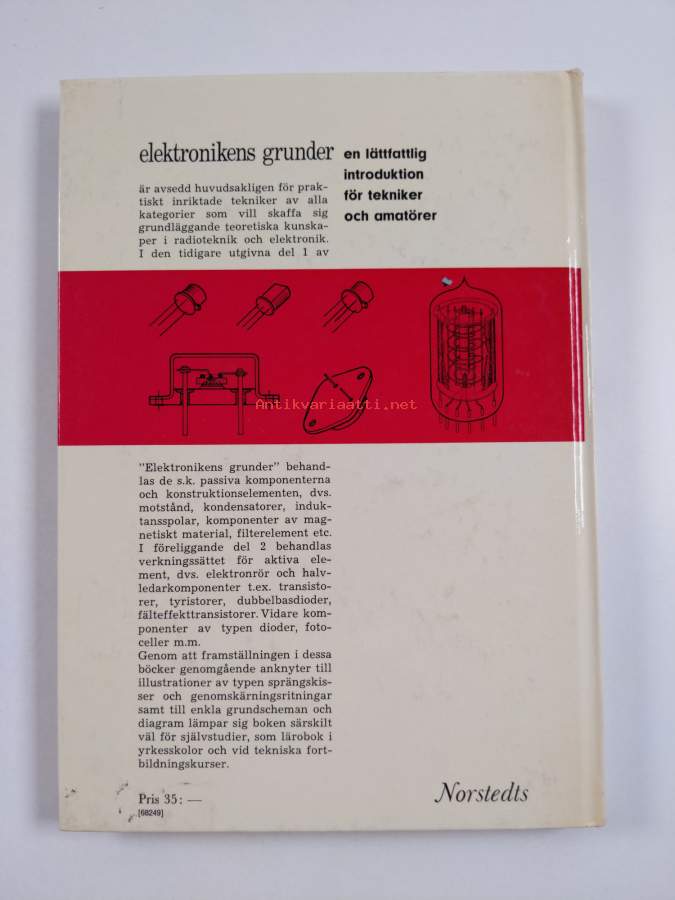 elektronikens grunder
en lättfattlig
introduktion
för tekniker
och amatörer
är avsedd huvudsakligen för prak-
tiskt inriktade tekniker av alla
kategorier som vill skaffa sig
grundläggande teoretiska kunska-
per i radioteknik och elektronik.
I den tidigare utgivna del 1 av
Antikvariaatti.net
"Elektronikens grunder" behand-
las de s.k. passiva komponenterna
och konstruktionselementen, dvs.
motstånd, kondensatorer, induk-
tansspolar, komponenter av mag-
netiskt material, filterelement etc.
I föreliggande del 2 behandlas
verkningssättet för aktiva ele-
ment, dvs. elektronrör och halv-
ledarkomponenter t.ex. transisto-
rer, tyristorer, dubbelbasdioder,
fälteffekttransistorer. Vidare kom-
ponenter av typen dioder, foto-
celler m.m.
Genom att framställningen i dessa
böcker genomgående anknyter till
illustrationer av typen sprängskis-
ser och genomskärningsritningar
samt till enkla grundscheman och
diagram lämpar sig boken särskilt
väl för självstudier, som lärobok i
yrkesskolor och vid tekniska fort-
bildningskurser.
Pris 35: —
[68249]
Norstedts